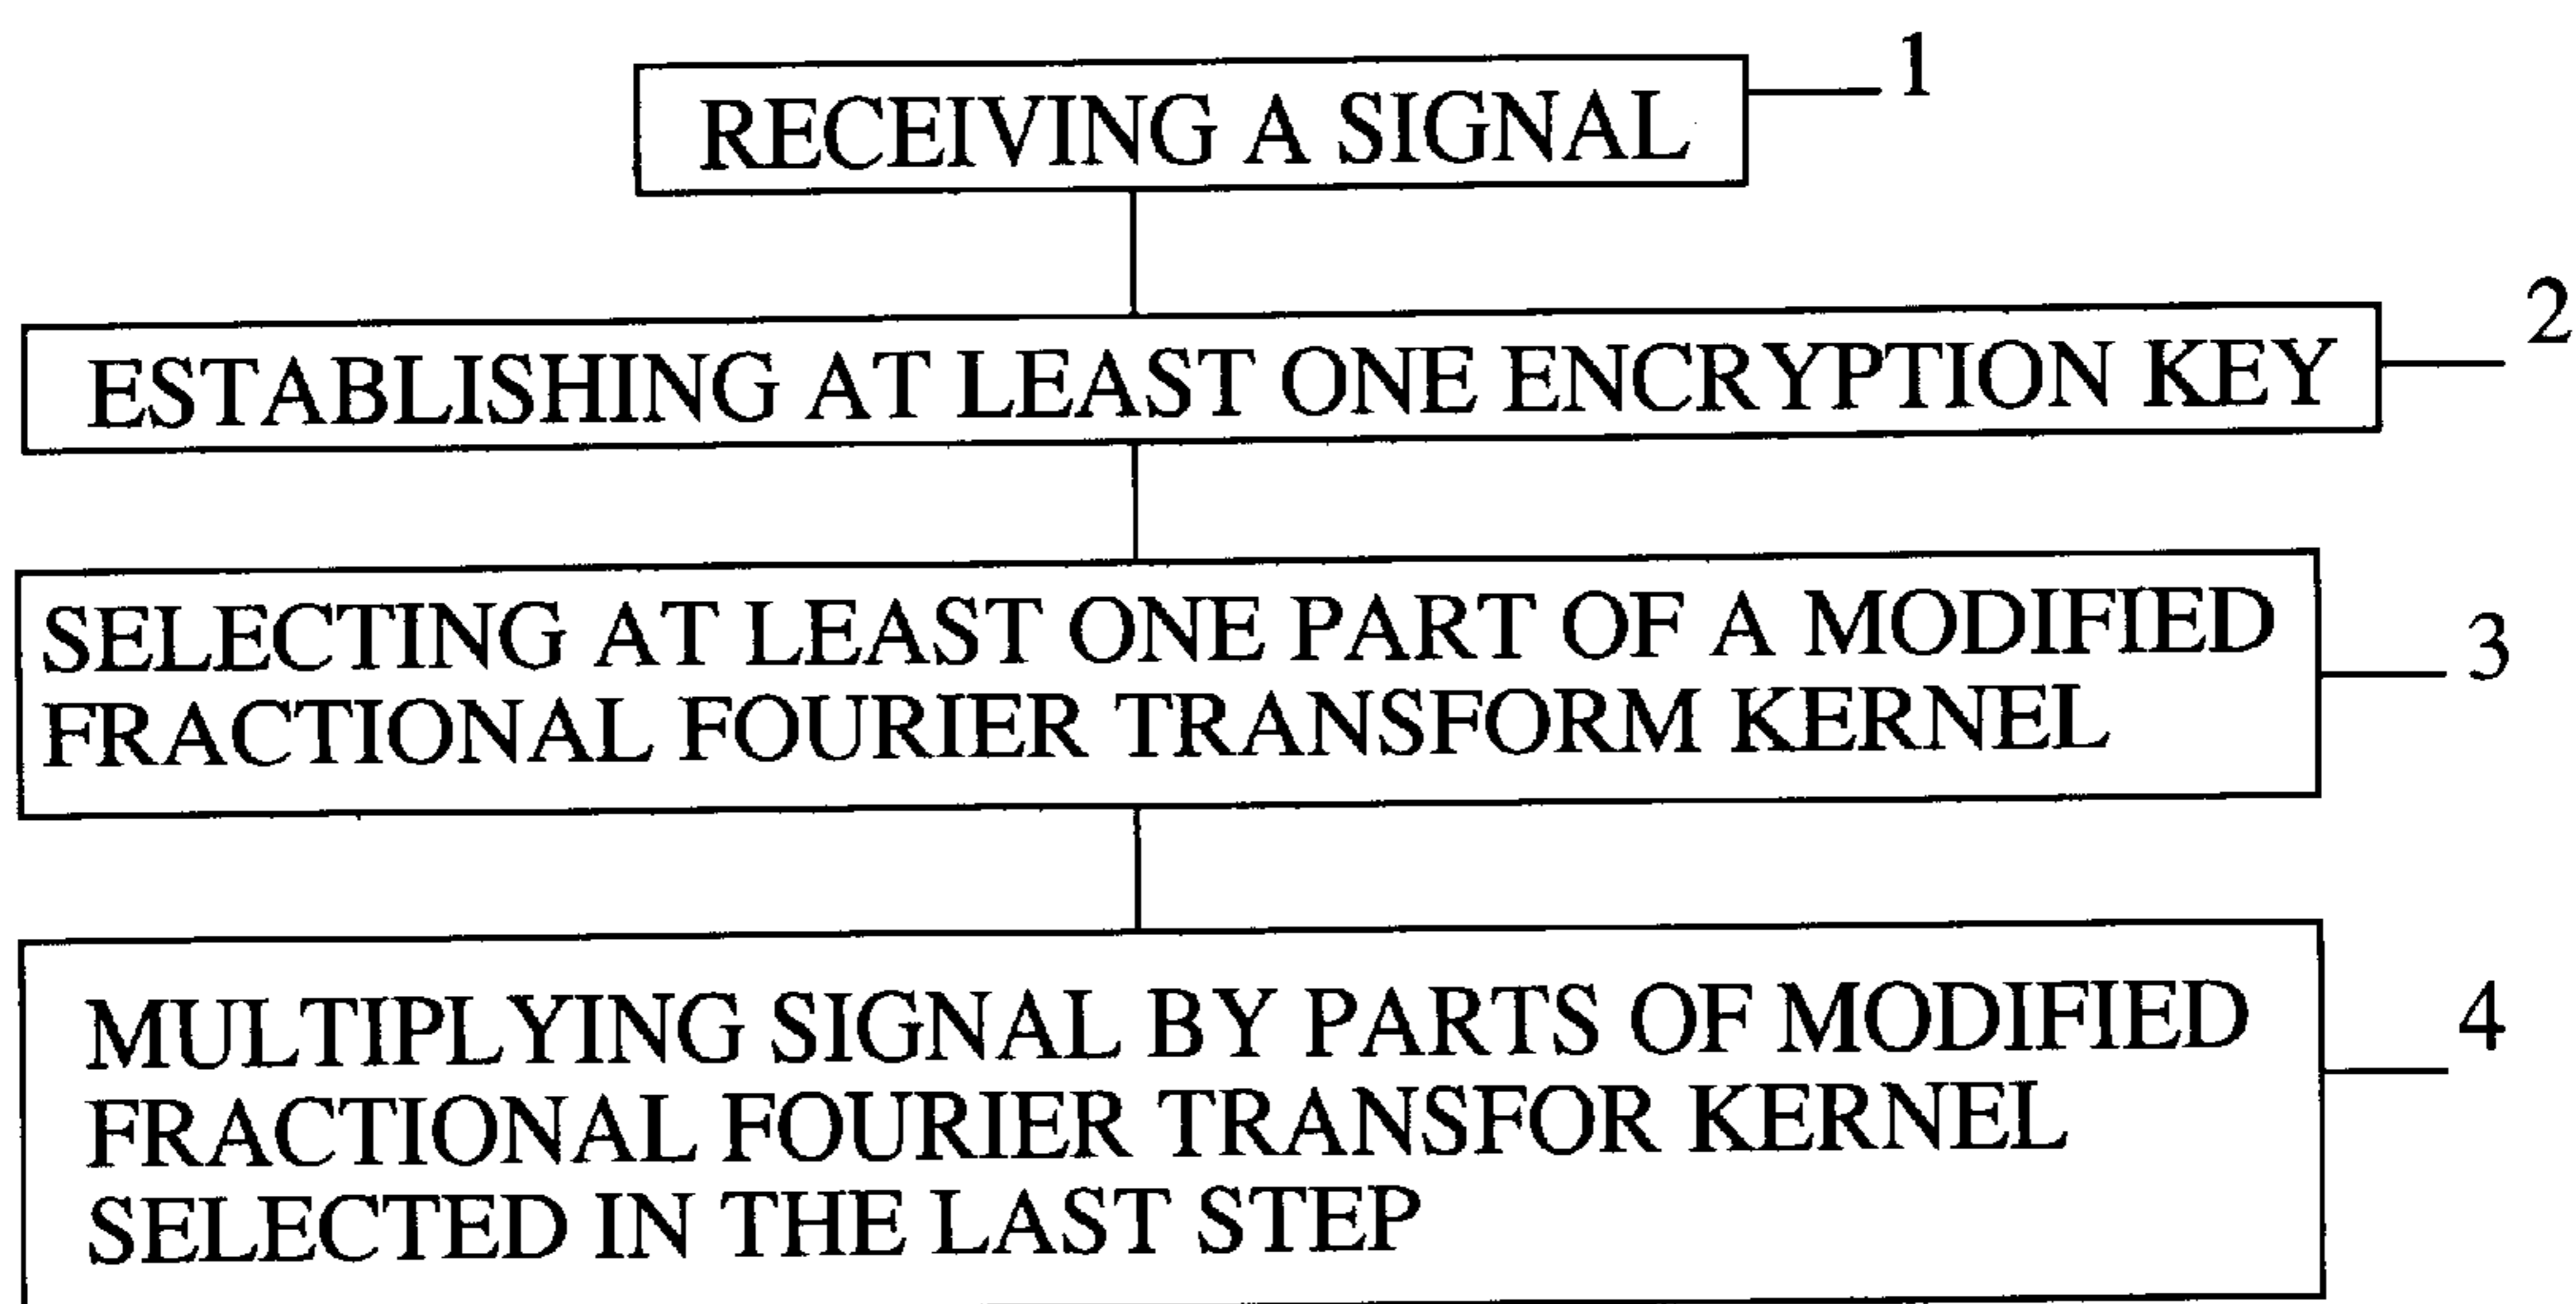 RECEIVING A SIGNAL
1
ESTABLISHING AT LEAST ONE ENCRYPTION KEY
2
SELECTING AT LEAST ONE PART OF A MODIFIED
FRACTIONAL FOURIER TRANSFORM KERNEL
3
MULTIPLYING SIGNAL BY PARTS OF MODIFIED
FRACTIONAL FOURIER TRANSFOR KERNEL
SELECTED IN THE LAST STEP
4